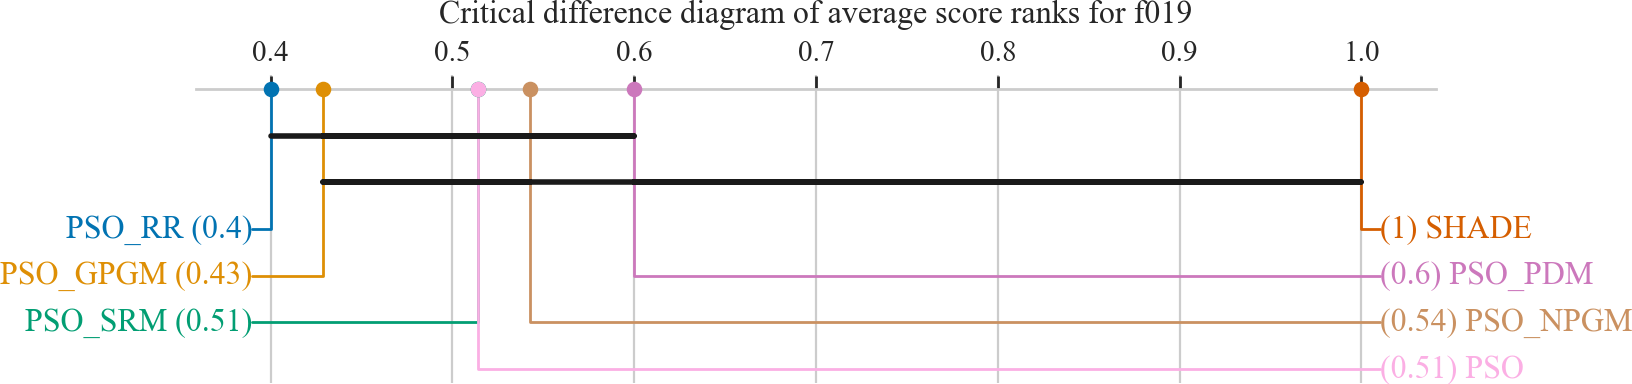 Critical difference diagram of average score ranks for f019
0.4 0.5 0.6 0.7 0.8 0.9 1.0
PSO_RR (0.4) (1) SHADE
PSO_GPGM (0.43) (0.6) PSO_PDM
PSO_SRM (0.51) (0.54) PSO_NPGM
(0.51) PSO